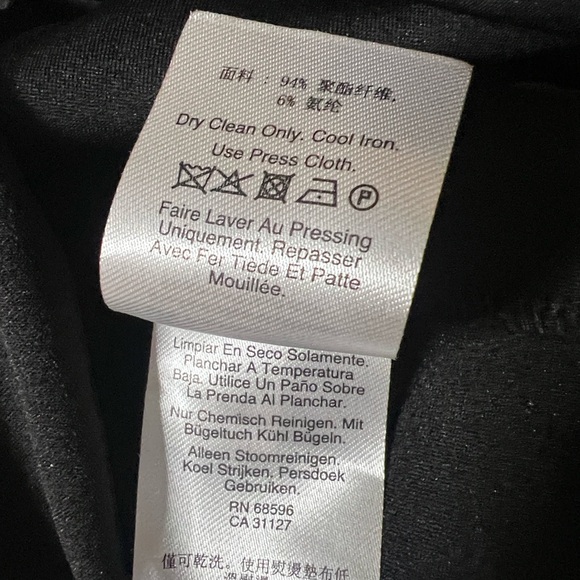 面料：94% 聚酯纤维,
6% 氨纶
Dry Clean Only. Cool Iron.
Use Press Cloth.
P
Faire Laver Au Pressing
Uniquement. Repasser
Avec Fer Tiede Et Patte
Mouillée.
Limpiar En Seco Solamente.
Planchar A Temperatura
Baja. Utilice Un Paño Sobre
La Prenda Al Planchar.
Nur Chemisch Reinigen. Mit
Bügeltuch Kühl Bügeln.
Alleen Stoomreinigen.
Koel Strijken. Persdoek
Gebruiken.
RN 68596
CA 31127
僅可乾洗。使用熨燙墊布低